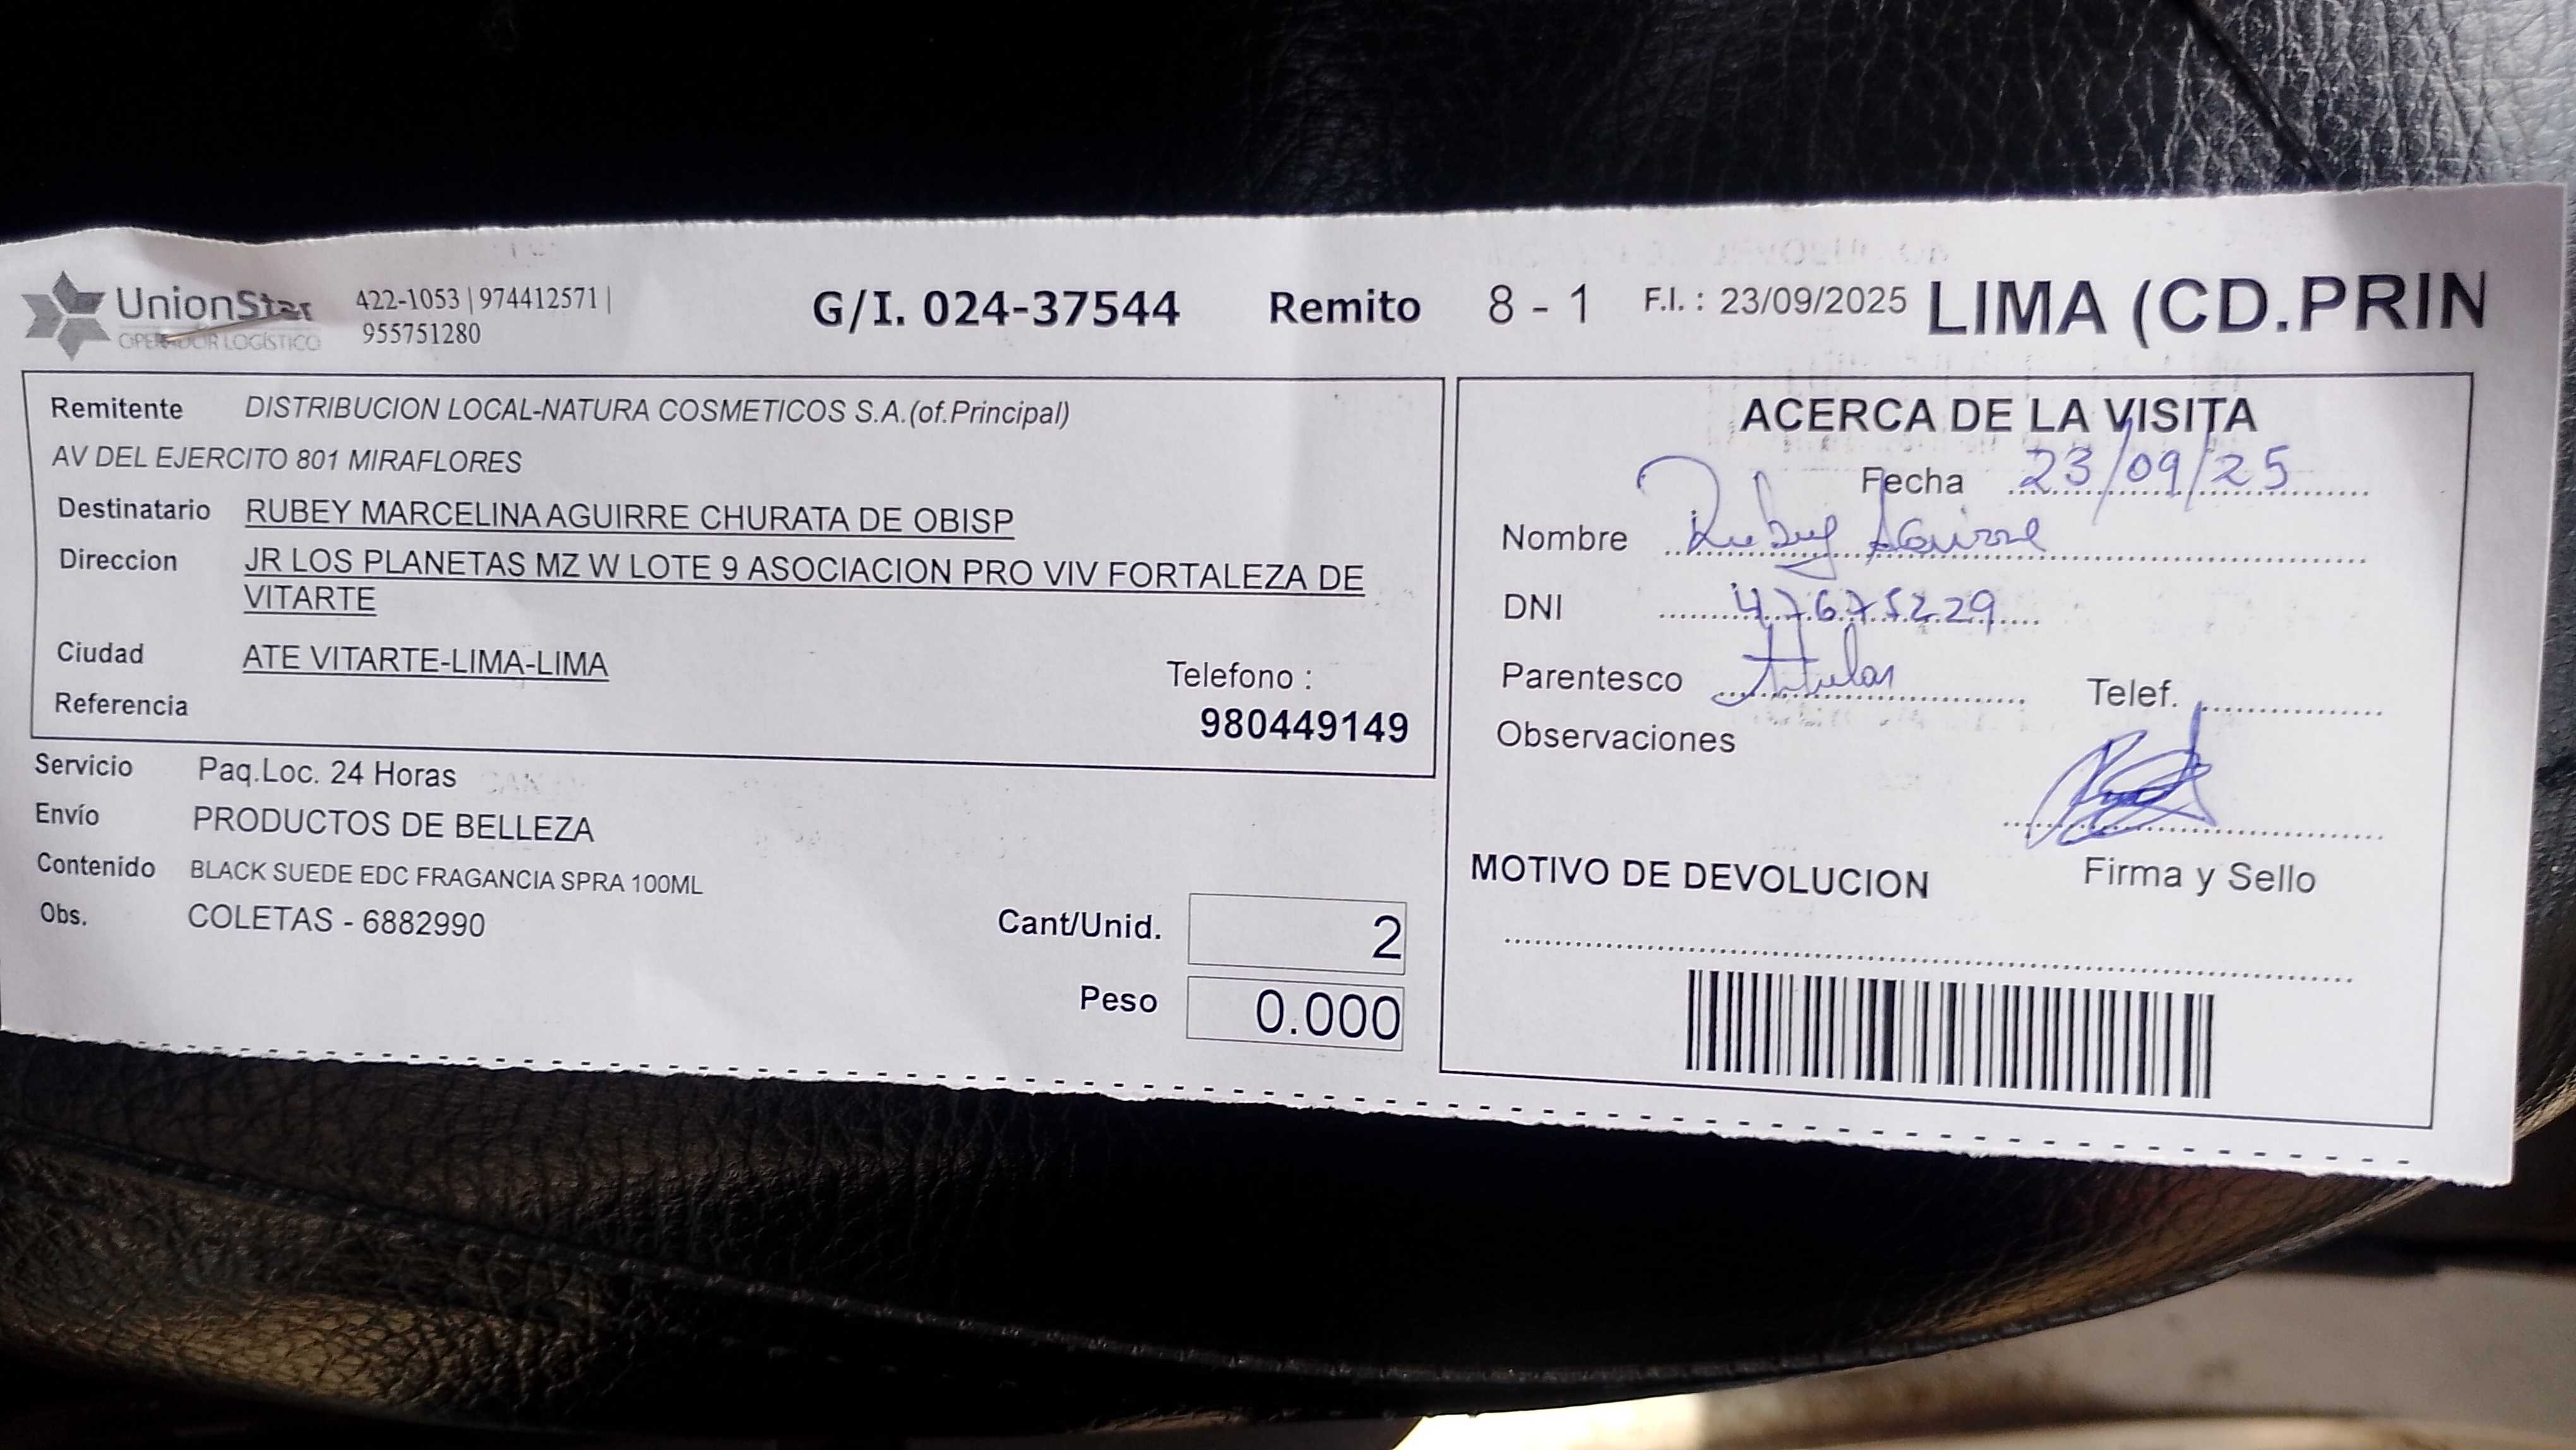 UnionStar
OPERADOR LOGÍSTICO
422-1053 | 974412571 |
955751280
G/I. 024-37544 Remito 8 - 1 F.I. : 23/09/2025 LIMA (CD.PRIN
Remitente DISTRIBUCION LOCAL-NATURA COSMETICOS S.A.(of.Principal)
AV DEL EJERCITO 801 MIRAFLORES
Destinatario RUBEY MARCELINA AGUIRRE CHURATA DE OBISP
Direccion JR LOS PLANETAS MZ W LOTE 9 ASOCIACION PRO VIV FORTALEZA DE
VITARTE
Ciudad ATE VITARTE-LIMA-LIMA
Telefono :
Referencia
980449149
Servicio Paq.Loc. 24 Horas
Envío PRODUCTOS DE BELLEZA
Contenido BLACK SUEDE EDC FRAGANCIA SPRA 100ML
Obs. COLETAS - 6882990
Cant/Unid. 2
Peso 0.000
ACERCA DE LA VISITA
Fecha 23/09/25
Nombre Rubey Aguirre
DNI 47675229
Parentesco titular Telef.
Observaciones
Firma y Sello
MOTIVO DE DEVOLUCION